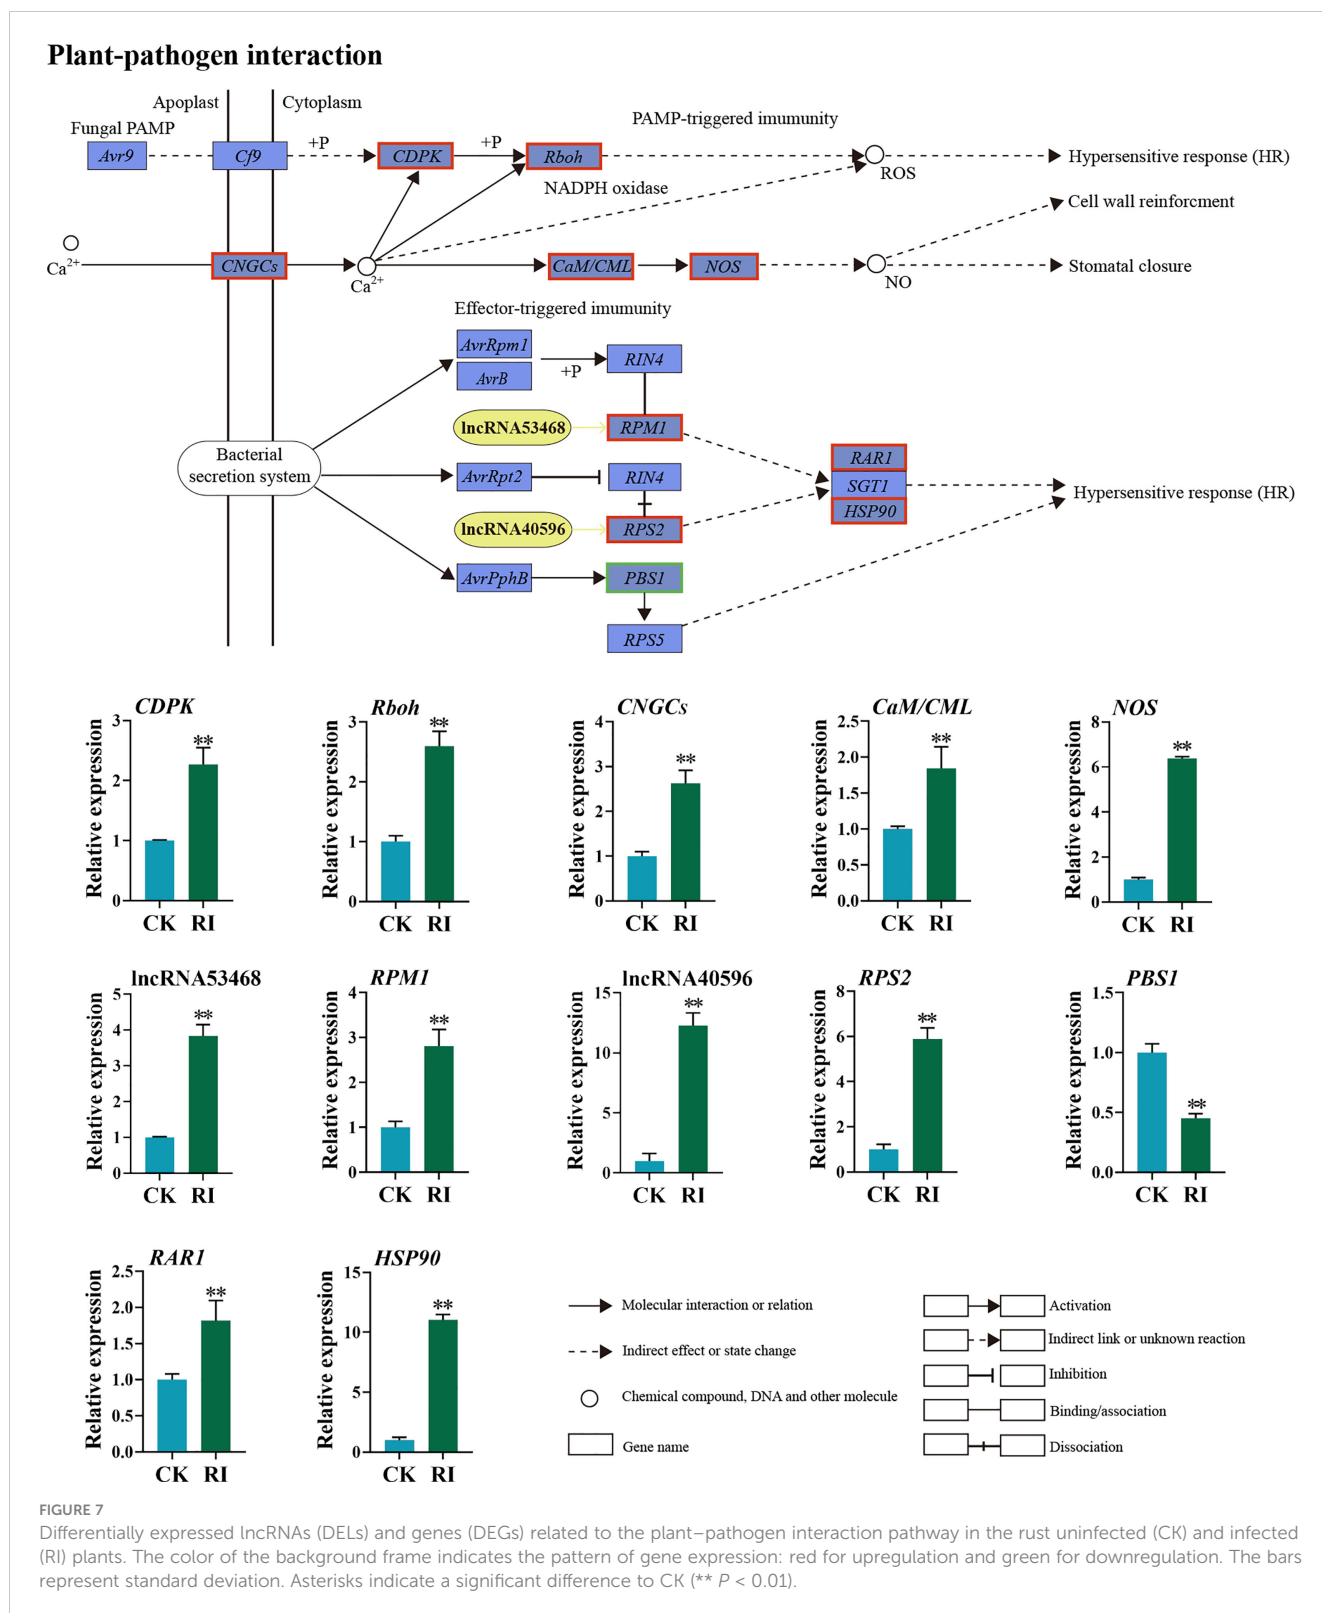 Plant-pathogen interaction
Apoplast
Cytoplasm
Fungal PAMP
PAMP-triggered imumunity
Avr9
Cf9
+P
CDPK
+P
Rboh
ROS
Hypersensitive response (HR)
NADPH oxidase
Cell wall reinforcment
Ca2+
CNGCs
Ca2+
CaM/CML
NOS
NO
Stomatal closure
Effector-triggered imumunity
AvrRpm1
AvrB
+P
RIN4
lncRNA53468
RPM1
Bacterial
secretion system
AvrRpt2
RIN4
RAR1
SGT1
HSP90
Hypersensitive response (HR)
lncRNA40596
RPS2
AvrPphB
PBS1
RPS5
CDPK
Relative expression
3
2
1
0
CK RI
**
Rboh
Relative expression
3
2
1
0
CK RI
**
CNGCs
Relative expression
4
3
2
1
0
CK RI
**
CaM/CML
Relative expression
2.5
2.0
1.5
1.0
0.5
0.0
CK RI
**
NOS
Relative expression
8
6
4
2
0
CK RI
**
lncRNA53468
Relative expression
5
4
3
2
1
0
CK RI
**
RPM1
Relative expression
4
3
2
1
0
CK RI
**
lncRNA40596
Relative expression
15
10
5
0
CK RI
**
RPS2
Relative expression
8
6
4
2
0
CK RI
**
PBS1
Relative expression
1.5
1.0
0.5
0.0
CK RI
**
RAR1
Relative expression
2.5
2.0
1.5
1.0
0.5
0.0
CK RI
**
HSP90
Relative expression
15
10
5
0
CK RI
**
Molecular interaction or relation
Indirect effect or state change
Chemical compound, DNA and other molecule
Gene name
Activation
Indirect link or unknown reaction
Inhibition
Binding/association
Dissociation
FIGURE 7
Differentially expressed lncRNAs (DELs) and genes (DEGs) related to the plant–pathogen interaction pathway in the rust uninfected (CK) and infected
(RI) plants. The color of the background frame indicates the pattern of gene expression: red for upregulation and green for downregulation. The bars
represent standard deviation. Asterisks indicate a significant difference to CK (** P < 0.01).